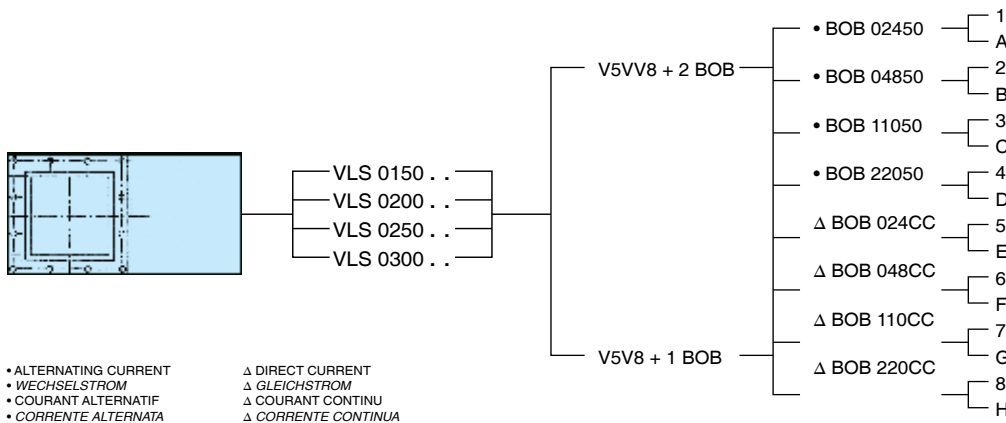 1
• BOB 02450
A
2
V5VV8 + 2 BOB
• BOB 04850
B
3
• BOB 11050
C
VLS 0150 . .
4
• BOB 22050
D
VLS 0200 . .
Δ BOB 024CC
5
VLS 0250 . .
E
VLS 0300 . .
Δ BOB 048CC
6
F
Δ BOB 110CC
7
V5V8 + 1 BOB
G
Δ BOB 220CC
8
H
• ALTERNATING CURRENT
• WECHSELSTROM
• COURANT ALTERNATIF
• CORRENTE ALTERNATA
Δ DIRECT CURRENT
Δ GLEICHSTROM
Δ COURANT CONTINU
Δ CORRENTE CONTINUA